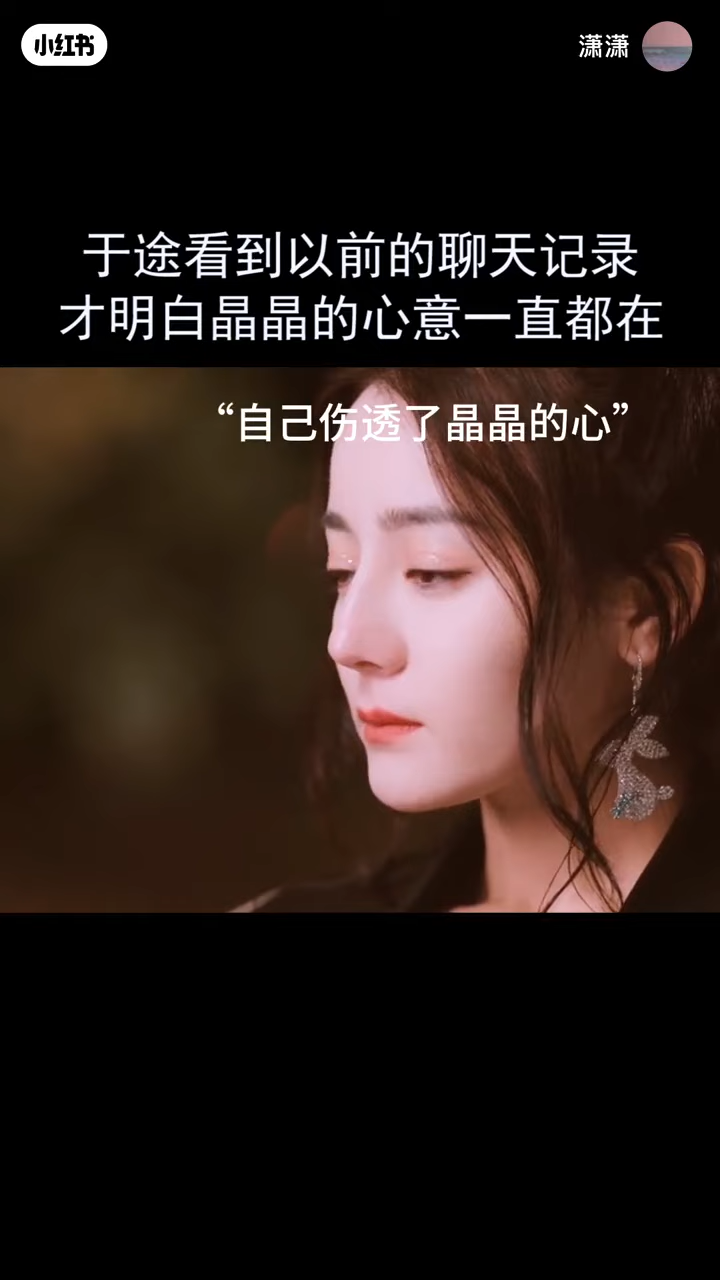 小红书
潇潇
于途看到以前的聊天记录
才明白晶晶的心意一直都在
“自己伤透了晶晶的心”